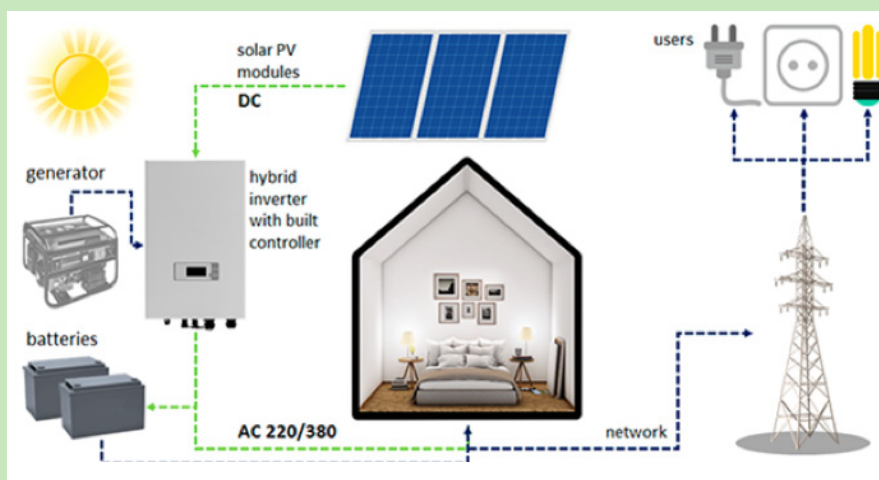 solar PV
modules
DC
users
generator
hybrid
inverter
with built
controller
batteries
AC 220/380
network